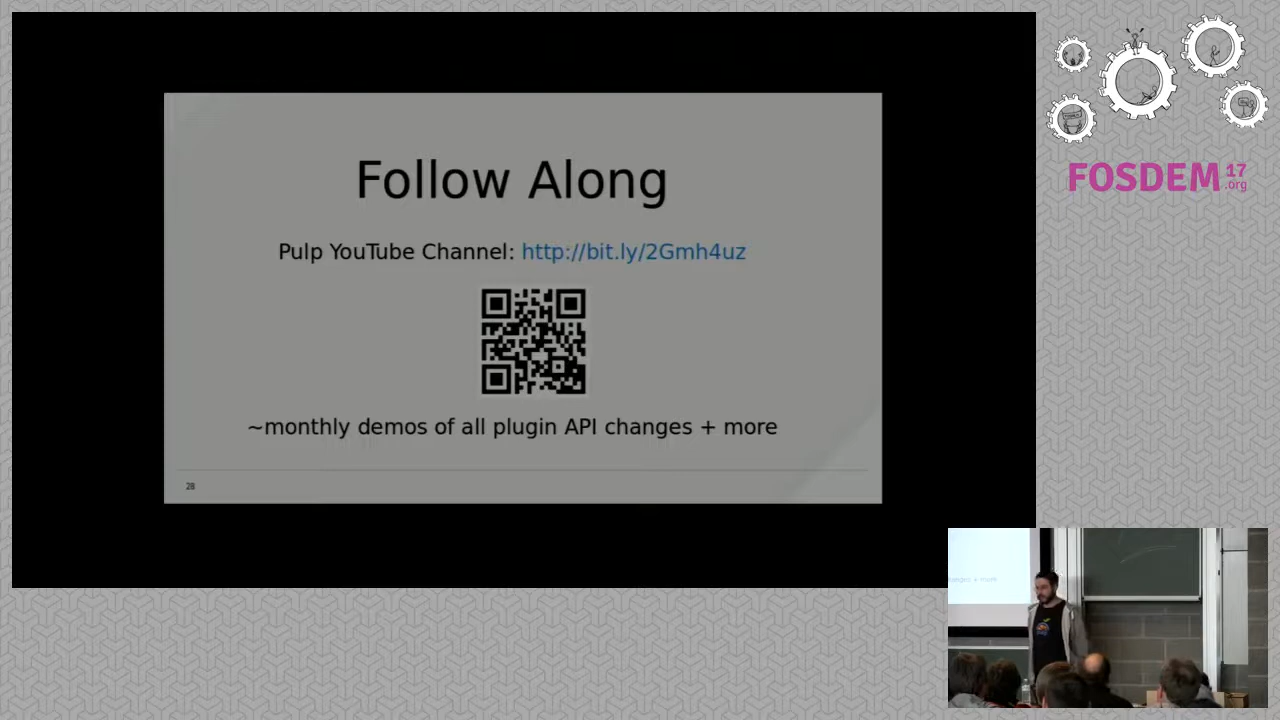 Follow Along
Pulp YouTube Channel: http://bit.ly/2Gmh4uz
~monthly demos of all plugin API changes + more
28
FOSDEM 17
.org